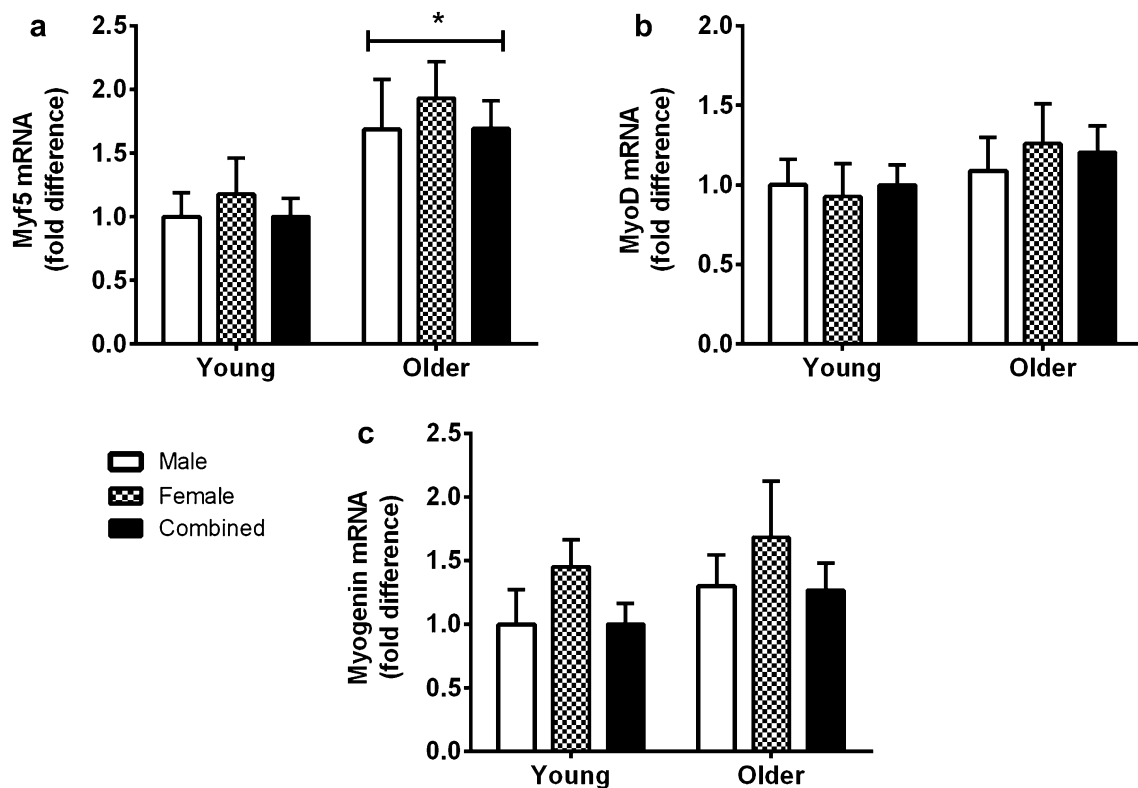 a
*
Myf5 mRNA
(fold difference)
2.5
2.0
1.5
1.0
0.5
0.0
Young Older
b
MyoD mRNA
(fold difference)
2.0
1.5
1.0
0.5
0.0
Young Older
Male
Female
Combined
c
Myogenin mRNA
(fold difference)
2.5
2.0
1.5
1.0
0.5
0.0
Young Older